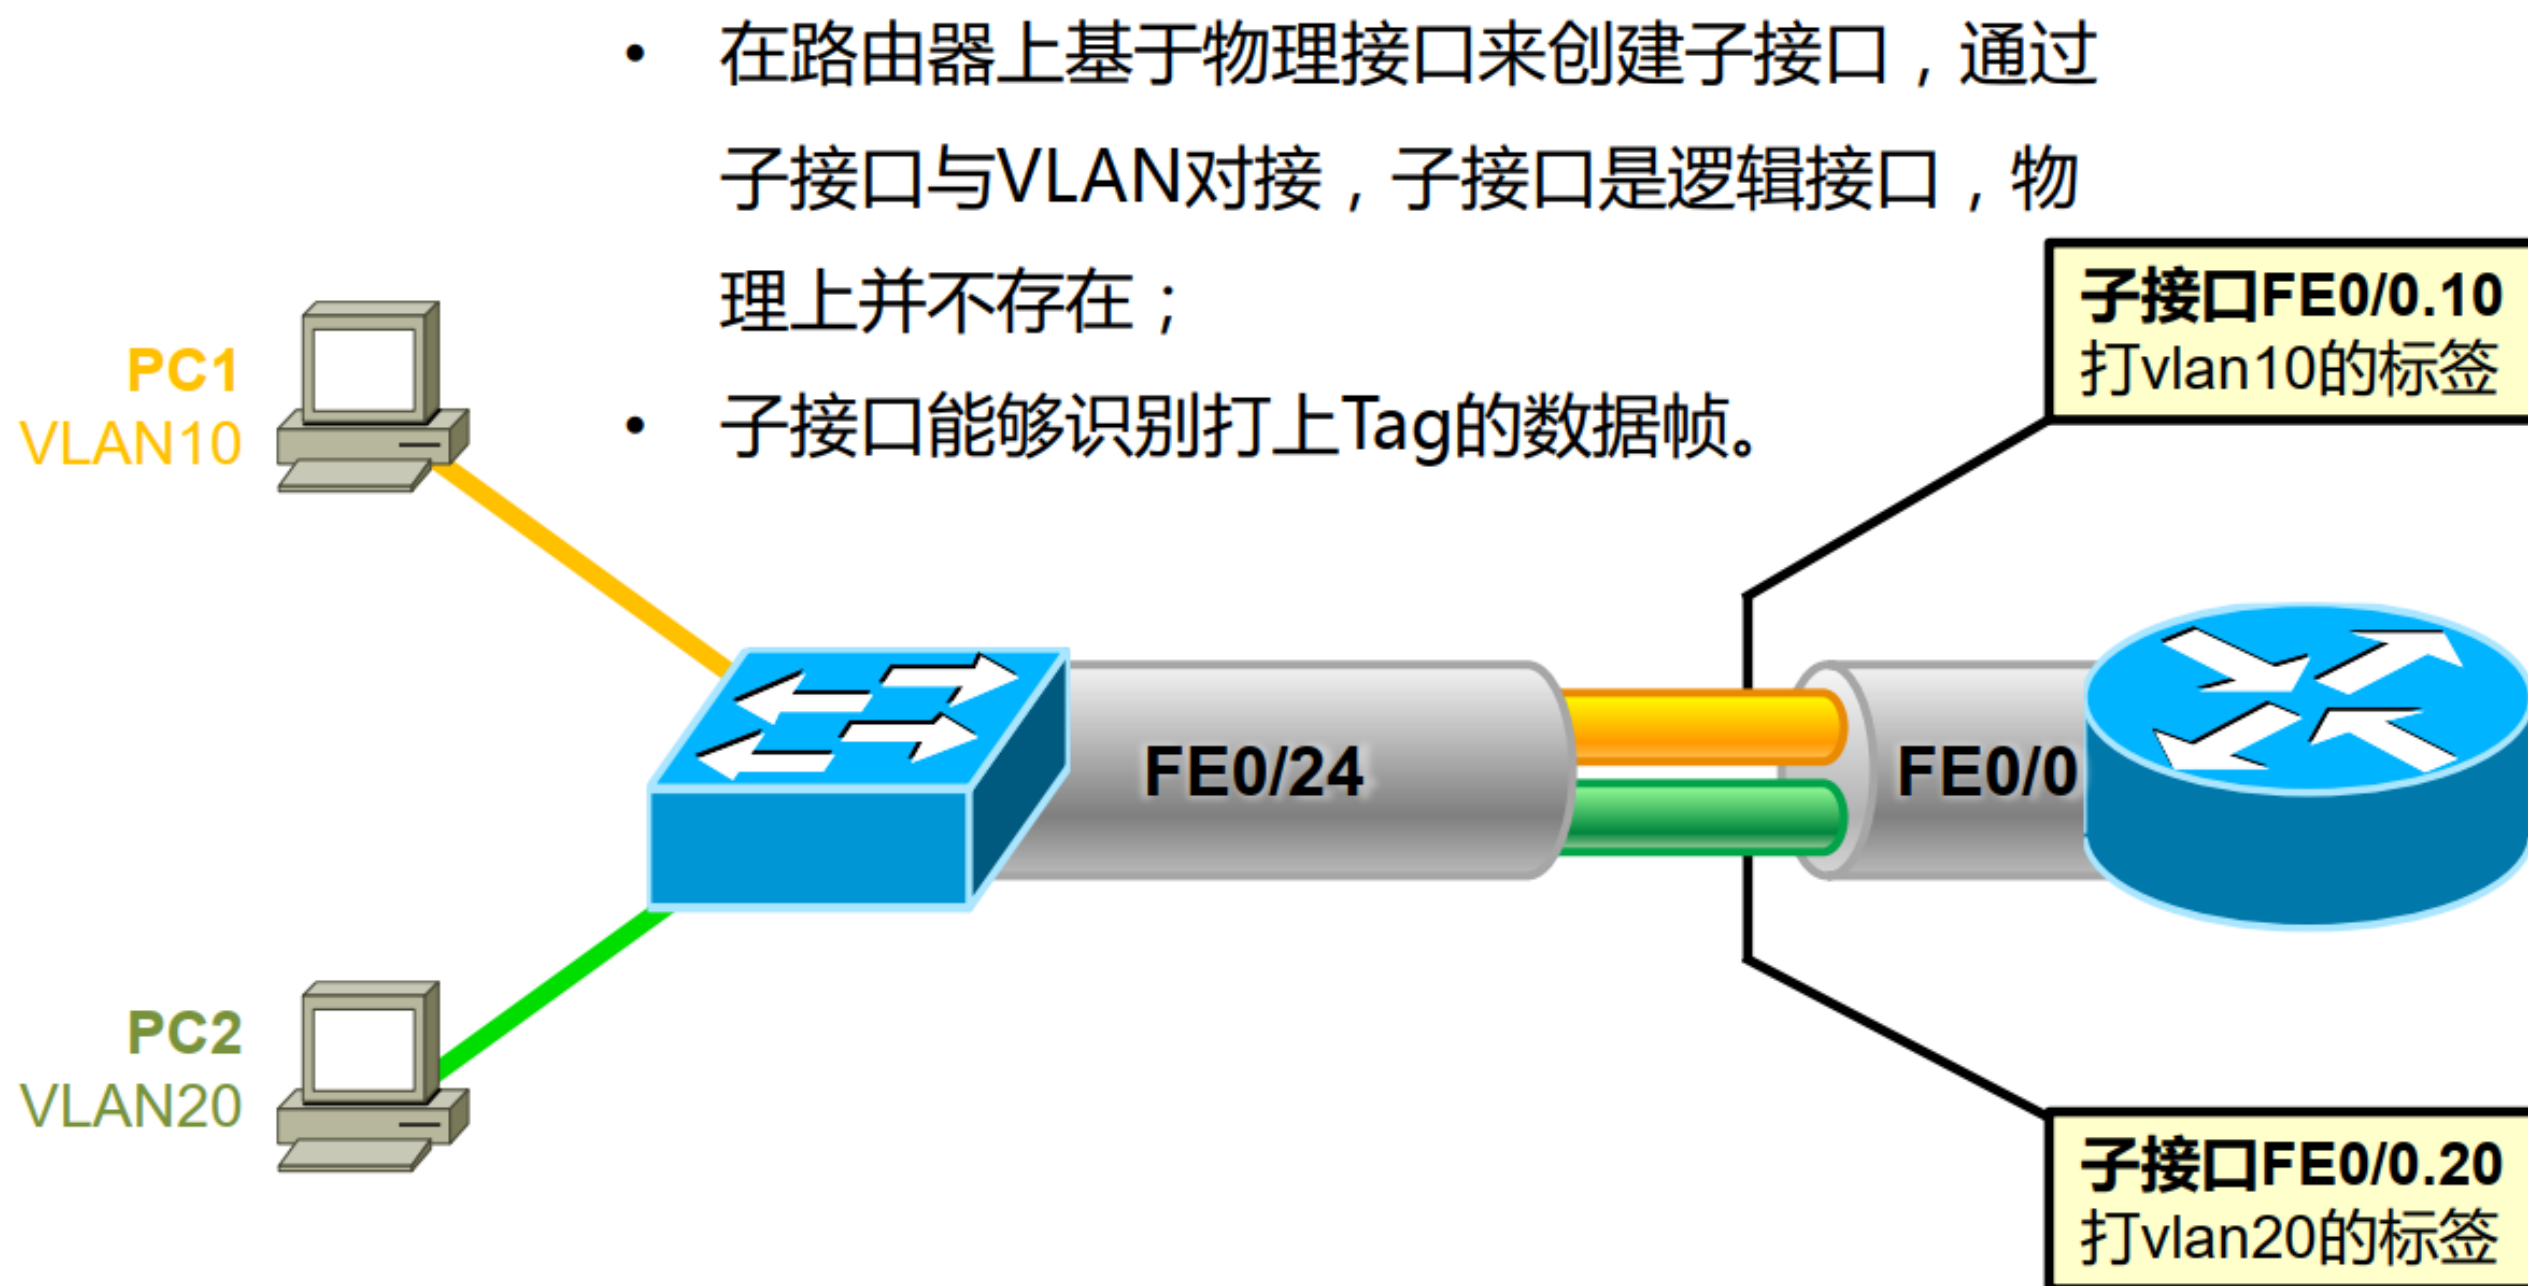 • 在路由器上基于物理接口来创建子接口，通过
子接口与VLAN对接，子接口是逻辑接口，物
理上并不存在；
• 子接口能够识别打上Tag的数据帧。
子接口FE0/0.10
打vlan10的标签
PC1
VLAN10
FE0/24
FE0/0
PC2
VLAN20
子接口FE0/0.20
打vlan20的标签